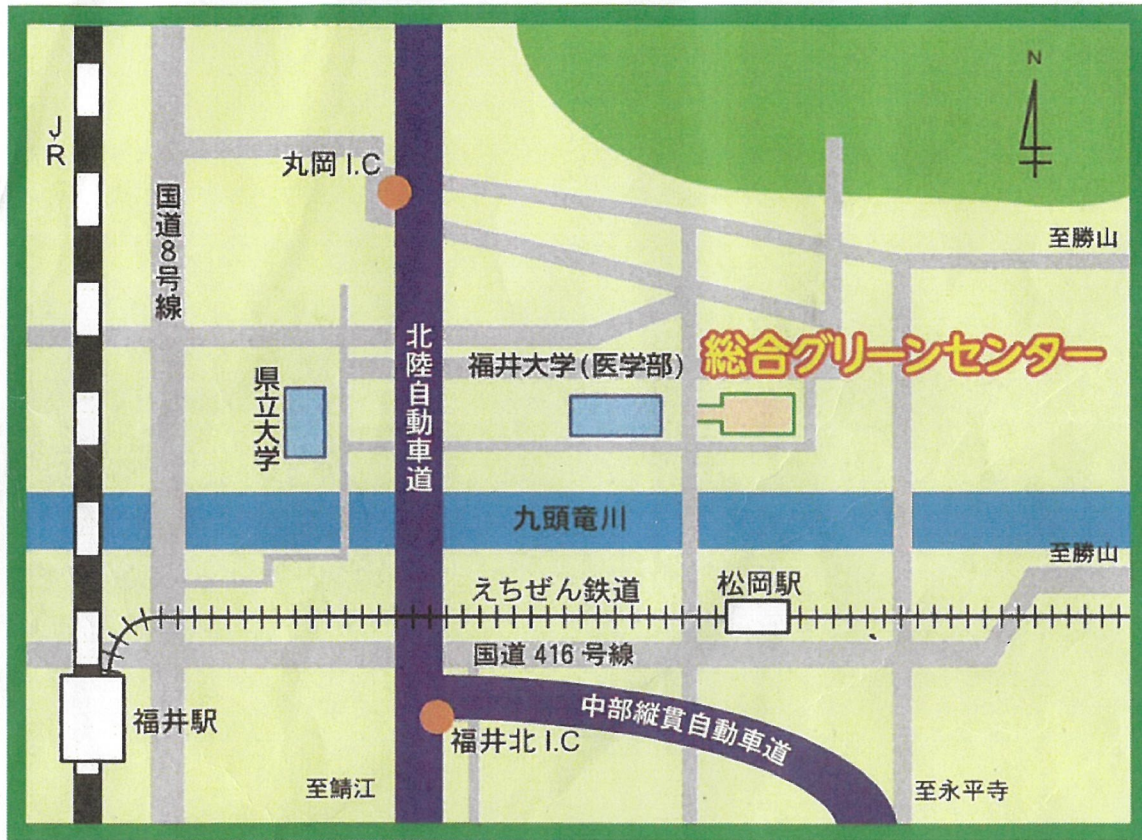 N
JR
丸岡 I.C
国道8号線
至勝山
北陸自動車道
福井大学(医学部)
総合グリーンセンター
県立大学
九頭竜川
至勝山
えちぜん鉄道
松岡駅
国道 416 号線
福井駅
福井北 I.C
中部縦貫自動車道
至鯖江
至永平寺